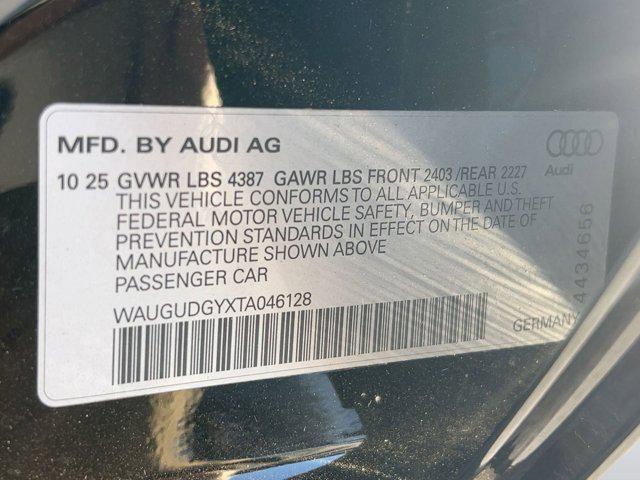 MFD. BY AUDI AG
10 25 GVWR LBS 4387 GAWR LBS FRONT 2403 /REAR 2227
THIS VEHICLE CONFORMS TO ALL APPLICABLE U.S.
FEDERAL MOTOR VEHICLE SAFETY, BUMPER AND THEFT
PREVENTION STANDARDS IN EFFECT ON THE DATE OF
MANUFACTURE SHOWN ABOVE
PASSENGER CAR
WAUGUDGYXTA046128
Audi
4434656
GERMANY